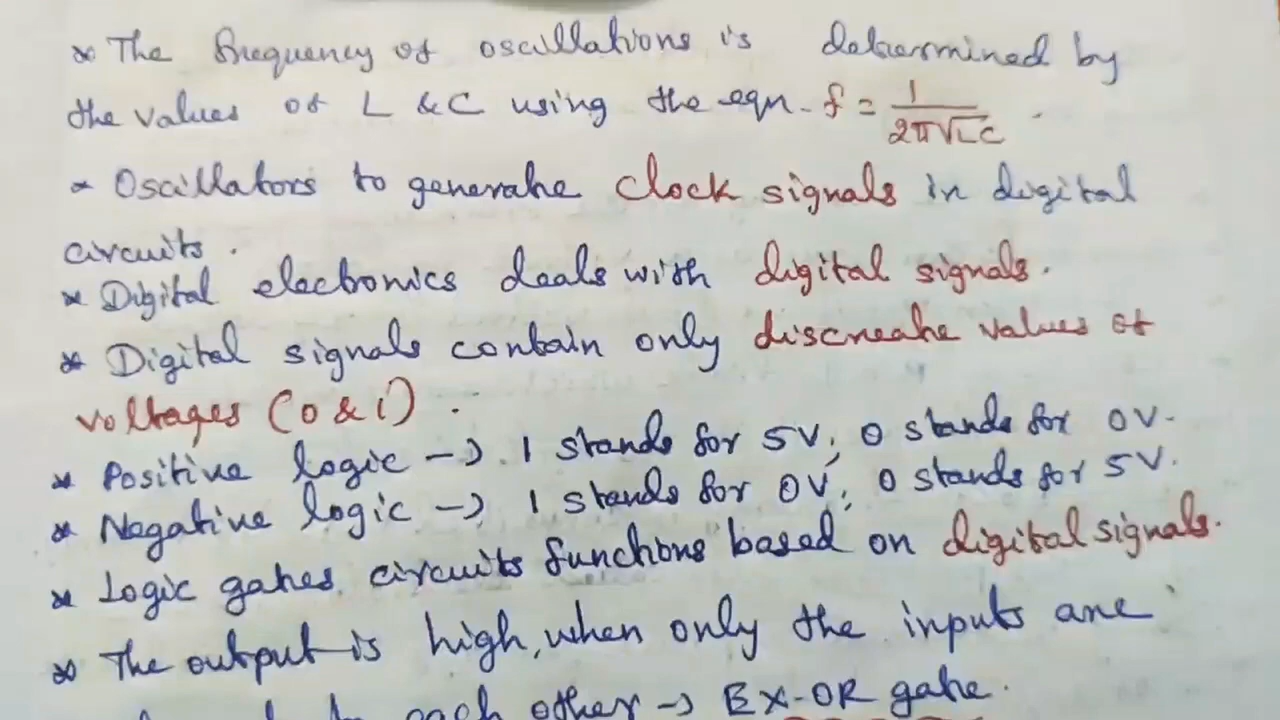 * The frequency of oscillations is determined by
the values of L & C using the eqn. f = 1/2π√LC .
* Oscillators to generate clock signals in digital
circuits .
* Digital electronics deals with digital signals.
* Digital signals contain only discreate values of
voltages (0 & 1) .
* Positive logic → 1 stands for 5V; 0 stands for 0V.
* Negative logic → 1 stands for 0V; 0 stands for 5V.
* Logic gates circuits functions based on digital signals.
* The output is high, when only the inputs are
each other → EX-OR gate.